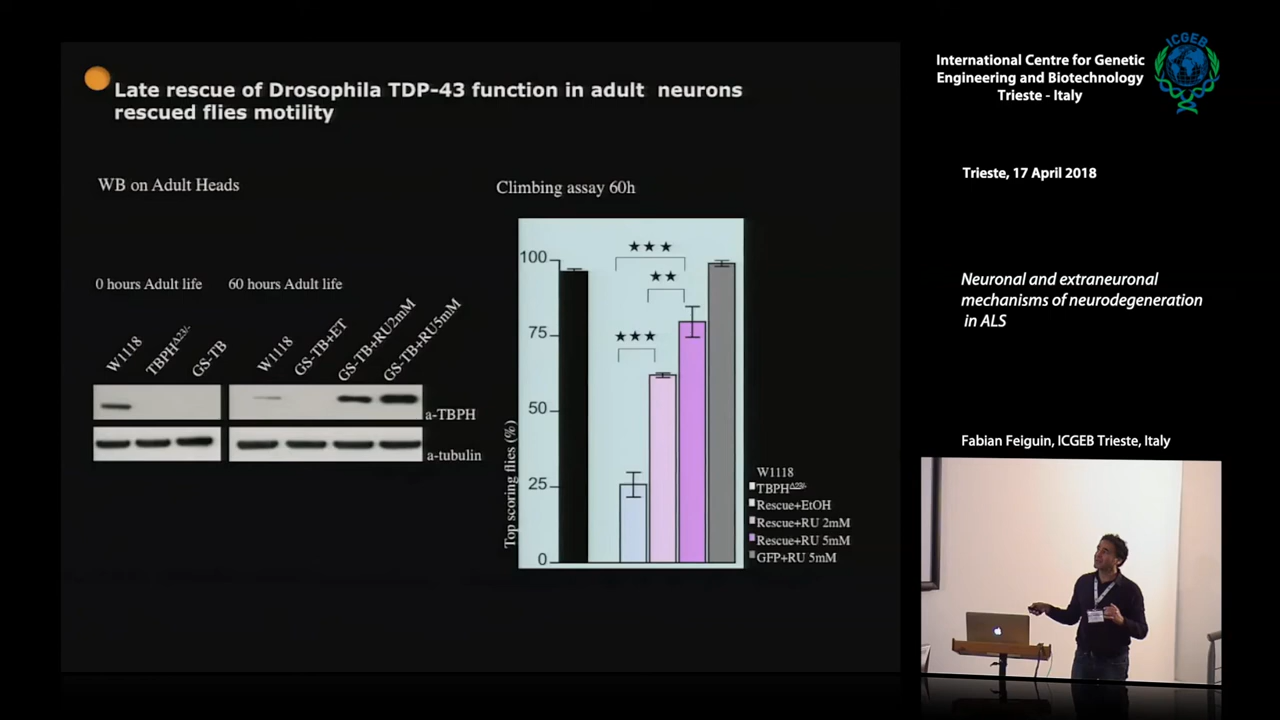 Late rescue of Drosophila TDP-43 function in adult neurons
rescued flies motility
WB on Adult Heads
0 hours Adult life
60 hours Adult life
W1118
TBPHΔ23/-
GS-TB
W1118
GS-TB+ET
GS-TB+RU2mM
GS-TB+RU5mM
a-TBPH
a-tubulin
Climbing assay 60h
Top scoring flies (%)
100
75
50
25
0
★★★
★★
★★★
W1118
TBPHΔ23/-
Rescue+EtOH
Rescue+RU 2mM
Rescue+RU 5mM
GFP+RU 5mM
International Centre for Genetic
Engineering and Biotechnology
Trieste - Italy
ICGEB
Trieste, 17 April 2018
Neuronal and extraneuronal
mechanisms of neurodegeneration
in ALS
Fabian Feiguin, ICGEB Trieste, Italy